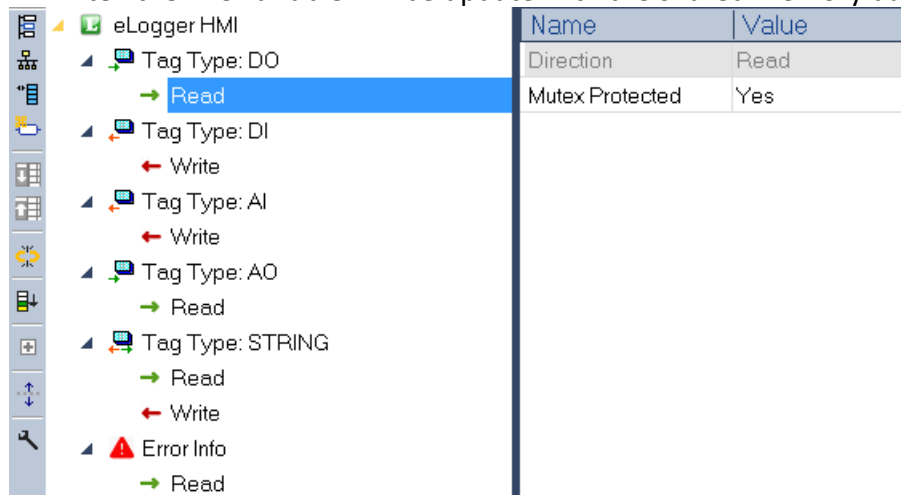 eLogger HMI
Tag Type: DO
Read
Tag Type: DI
Write
Tag Type: AI
Write
Tag Type: AO
Read
Tag Type: STRING
Read
Write
Error Info
Read
Name Value
Direction Read
Mutex Protected Yes